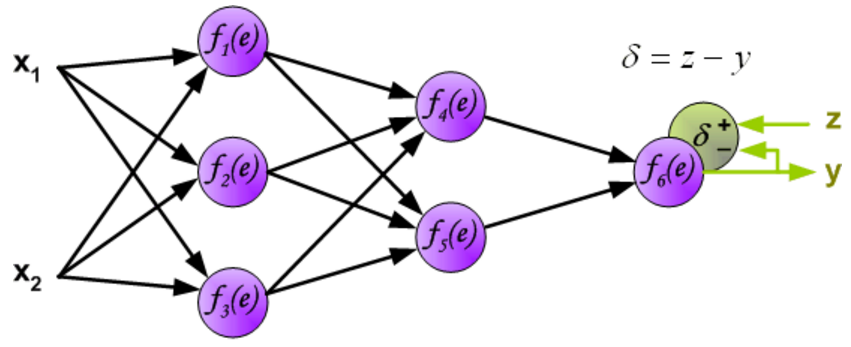 x₁
x₂
f₁(e)
f₂(e)
f₃(e)
f₄(e)
f₅(e)
f₆(e)
δ = z − y
δ + −
z
y